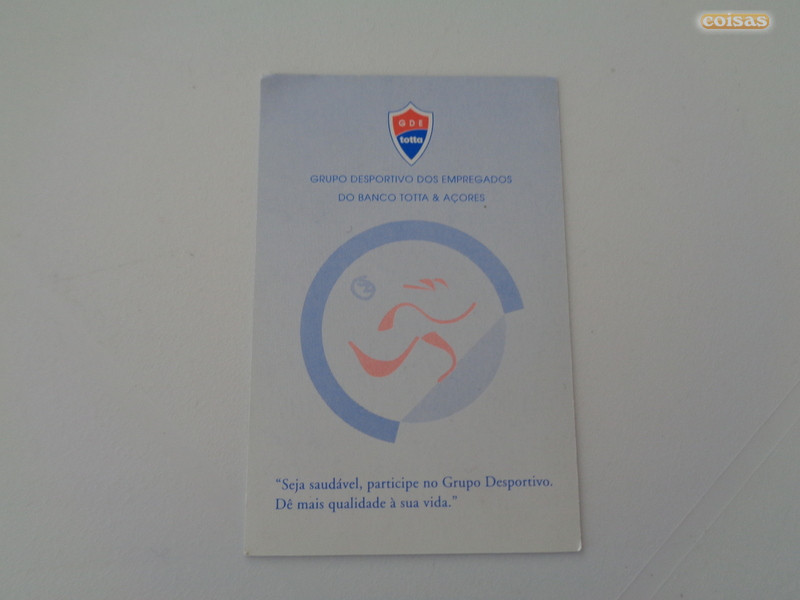 coisas
G D E
totta
GRUPO DESPORTIVO DOS EMPREGADOS
DO BANCO TOTTA & AÇORES
"Seja saudável, participe no Grupo Desportivo.
Dê mais qualidade à sua vida."